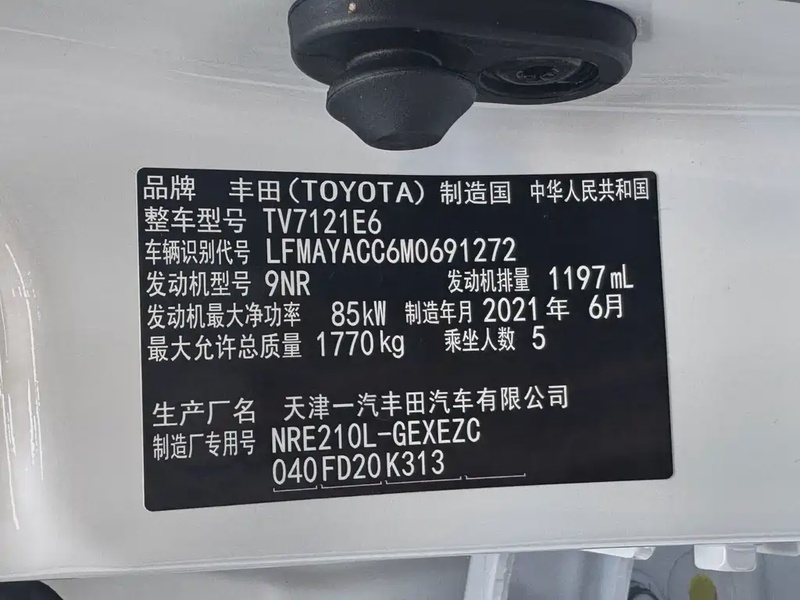 品牌 丰田(TOYOTA) 制造国 中华人民共和国
整车型号 TV7121E6
车辆识别代号 LFMAYACC6M0691272
发动机型号 9NR 发动机排量 1197mL
发动机最大净功率 85kW 制造年月 2021年 6月
最大允许总质量 1770kg 乘坐人数 5
生产厂名 天津一汽丰田汽车有限公司
制造厂专用号 NRE210L-GEXEZC
040 FD20 K313